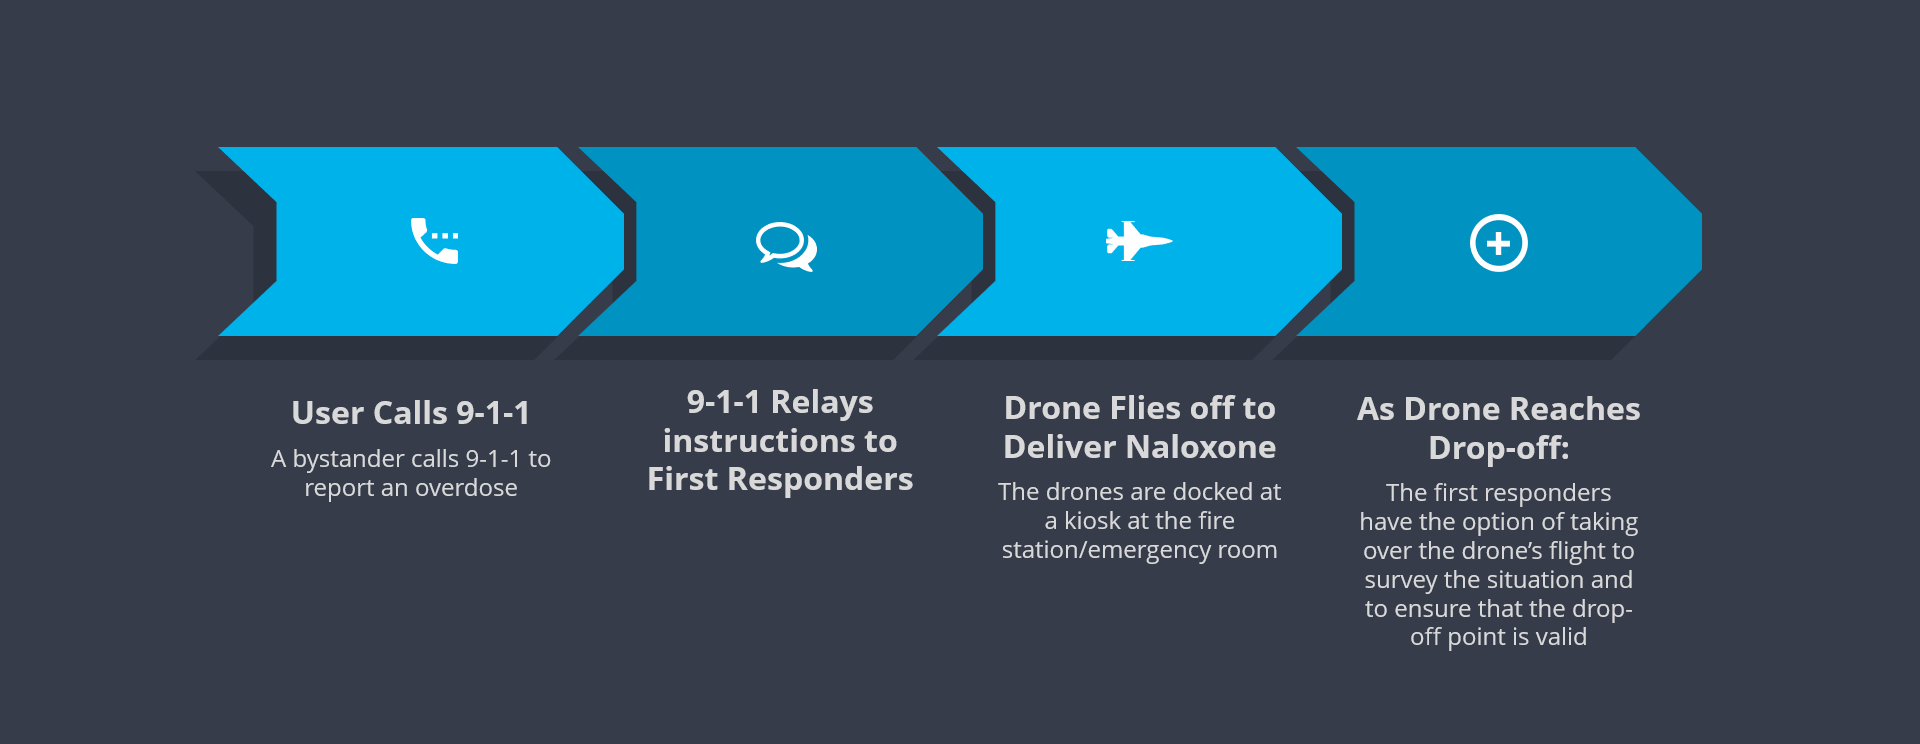 User Calls 9-1-1
A bystander calls 9-1-1 to
report an overdose
9-1-1 Relays
instructions to
First Responders
Drone Flies off to
Deliver Naloxone
The drones are docked at
a kiosk at the fire
station/emergency room
As Drone Reaches
Drop-off:
The first responders
have the option of taking
over the drone’s flight to
survey the situation and
to ensure that the drop-
off point is valid